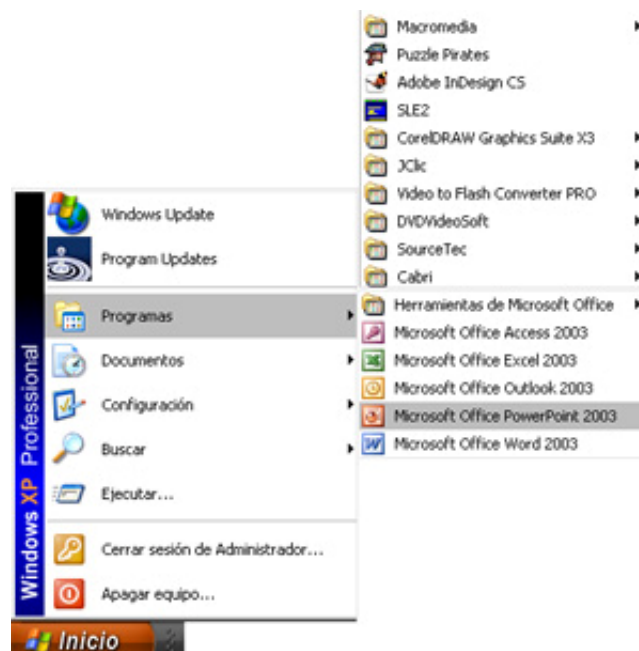 Macromedia
Puzzle Pirates
Adobe InDesign CS
SLE2
CorelDRAW Graphics Suite X3
JClic
Video to Flash Converter PRO
DVDVideoSoft
SourceTec
Cabri
Herramientas de Microsoft Office
Microsoft Office Access 2003
Microsoft Office Excel 2003
Microsoft Office Outlook 2003
Microsoft Office PowerPoint 2003
Microsoft Office Word 2003
Windows Update
Program Updates
Programas
Documentos
Configuración
Buscar
Ejecutar...
Cerrar sesión de Administrador...
Apagar equipo...
Windows XP Professional
Inicio